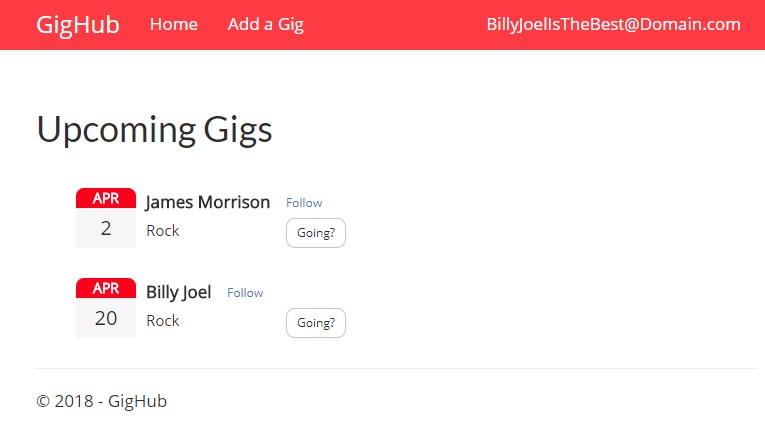 GigHub Home Add a Gig BillyJoelIsTheBest@Domain.com
Upcoming Gigs
APR James Morrison Follow
2 Rock Going?
APR Billy Joel Follow
20 Rock Going?
© 2018 - GigHub